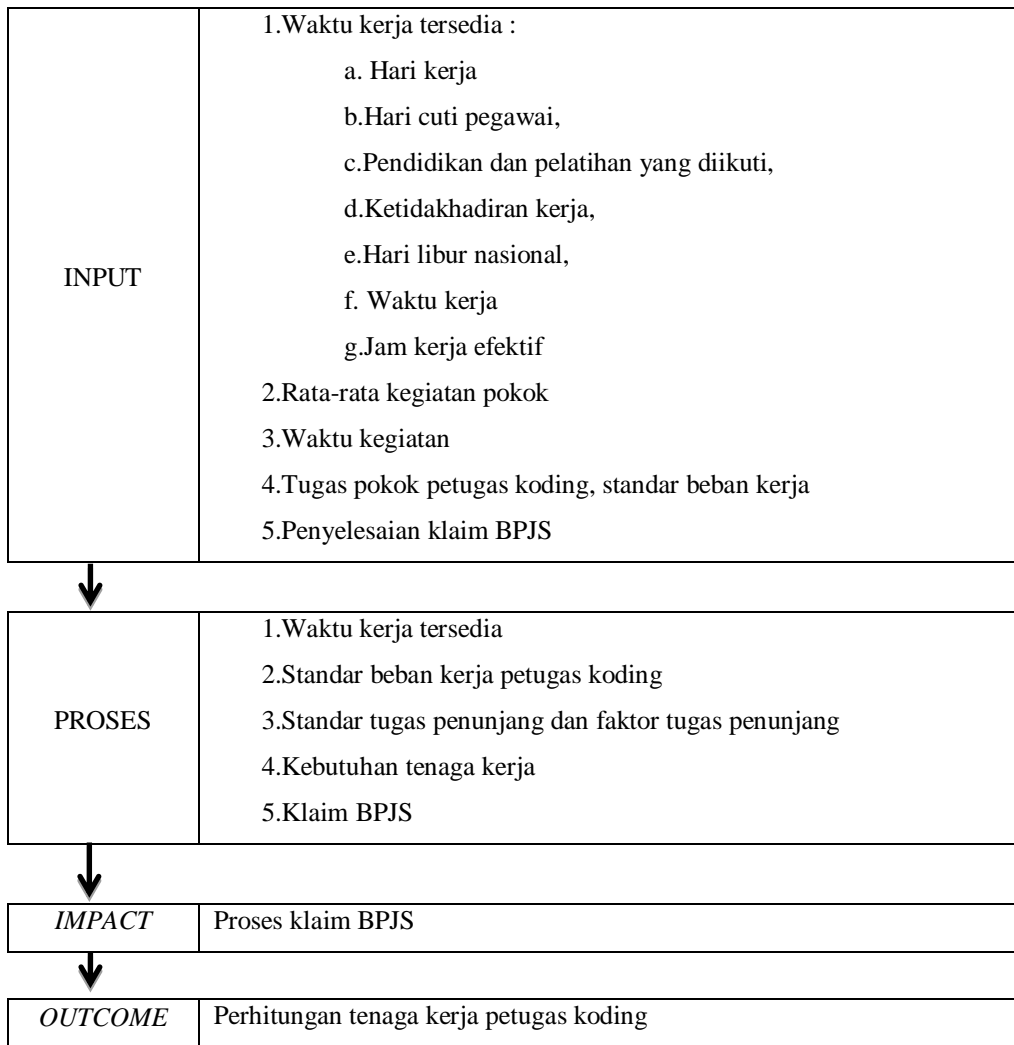 INPUT
1.Waktu kerja tersedia :
a. Hari kerja
b.Hari cuti pegawai,
c.Pendidikan dan pelatihan yang diikuti,
d.Ketidakhadiran kerja,
e.Hari libur nasional,
f. Waktu kerja
g.Jam kerja efektif
2.Rata-rata kegiatan pokok
3.Waktu kegiatan
4.Tugas pokok petugas koding, standar beban kerja
5.Penyelesaian klaim BPJS
PROSES
1.Waktu kerja tersedia
2.Standar beban kerja petugas koding
3.Standar tugas penunjang dan faktor tugas penunjang
4.Kebutuhan tenaga kerja
5.Klaim BPJS
IMPACT Proses klaim BPJS
OUTCOME Perhitungan tenaga kerja petugas koding